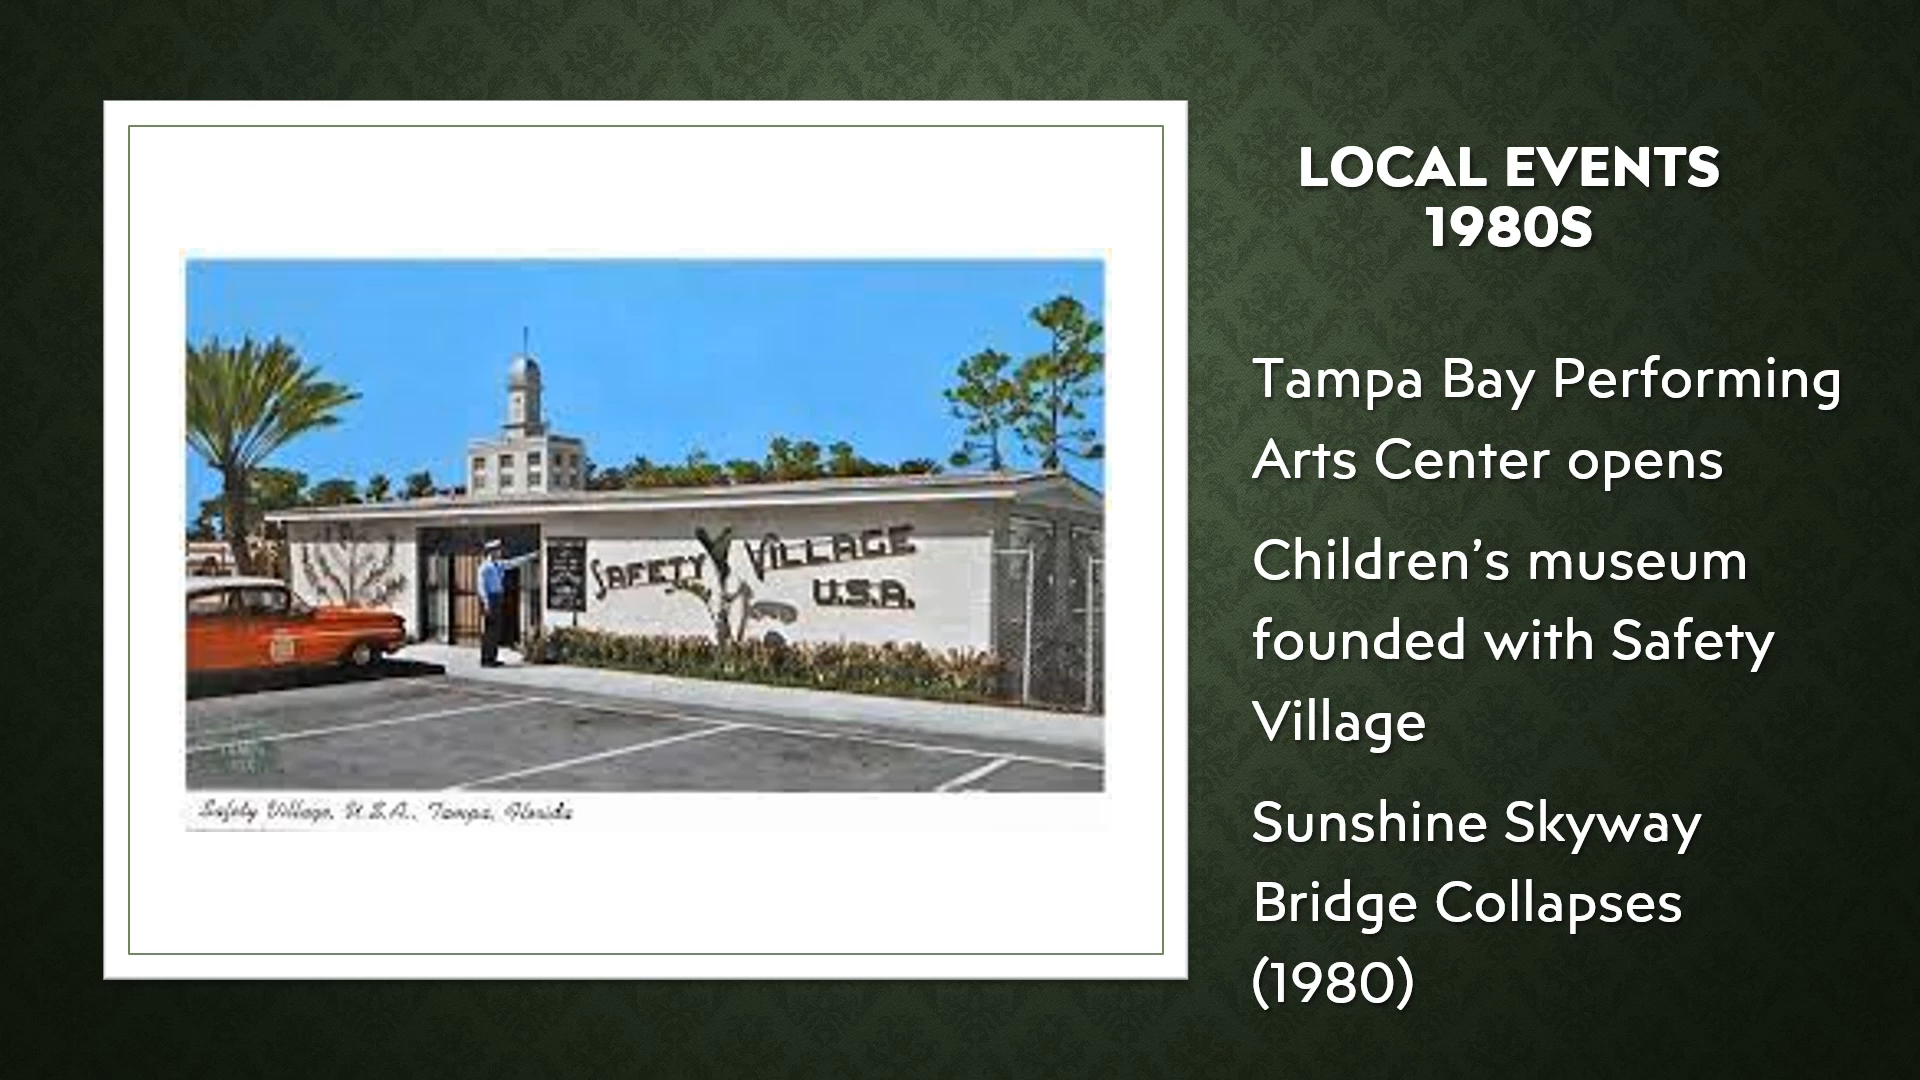 LOCAL EVENTS
1980S
Tampa Bay Performing
Arts Center opens
Children’s museum
founded with Safety
Village
Sunshine Skyway
Bridge Collapses
(1980)
SAFETY VILLAGE
U.S.A.
Safety Village, U.S.A., Tampa, Florida